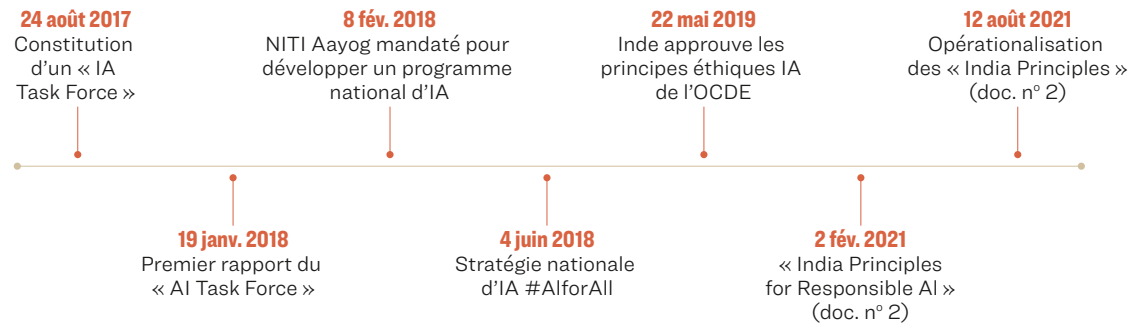 24 août 2017
Constitution
d'un « IA
Task Force »
8 fév. 2018
NITI Aayog mandaté pour
développer un programme
national d'IA
22 mai 2019
Inde approuve les
principes éthiques IA
de l'OCDE
12 août 2021
Opérationalisation
des « India Principles »
(doc. nº 2)
19 janv. 2018
Premier rapport du
« AI Task Force »
4 juin 2018
Stratégie nationale
d'IA #AIforAll
2 fév. 2021
« India Principles
for Responsible AI »
(doc. nº 2)